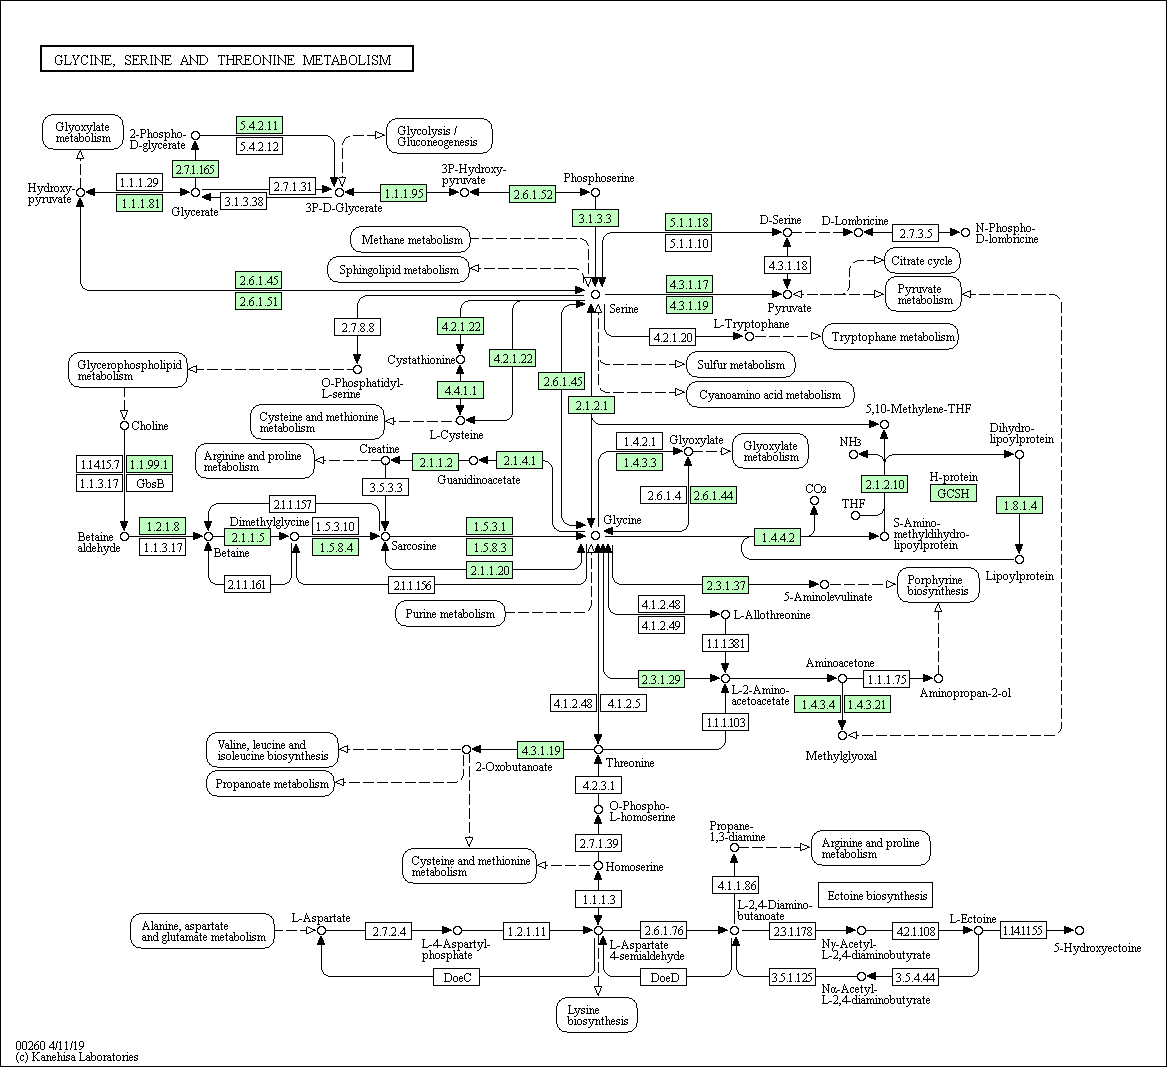 GLYCINE, SERINE AND THREONINE METABOLISM
Glyoxylate
metabolism
2-Phospho-
D-glycerate
5.4.2.11
5.4.2.12
Glycolysis /
Gluconeogenesis
2.7.1.165
Hydroxy-
pyruvate
1.1.1.29
1.1.1.81
Glycerate
2.7.1.31
3.1.3.38
3P-D-Glycerate
1.1.1.95
3P-Hydroxy-
pyruvate
2.6.1.52
Phosphoserine
3.1.3.3
Methane metabolism
Sphingolipid metabolism
5.1.1.18
5.1.1.10
D-Serine
D-Lombricine
2.7.3.5
N-Phospho-
D-lombricine
4.3.1.18
Citrate cycle
2.6.1.45
2.6.1.51
Serine
4.3.1.17
4.3.1.19
Pyruvate
Pyruvate
metabolism
2.7.8.8
4.2.1.22
4.2.1.20
L-Tryptophane
Tryptophane metabolism
Glycerophospholipid
metabolism
Cystathionine
4.2.1.22
Sulfur metabolism
O-Phosphatidyl-
L-serine
4.4.1.1
2.6.1.45
2.1.2.1
Cyanoamino acid metabolism
Choline
Cysteine and methionine
metabolism
L-Cysteine
5,10-Methylene-THF
1.14.15.7
1.1.99.1
1.1.3.17
GbsB
Arginine and proline
metabolism
Creatine
2.1.1.2
Guanidinoacetate
2.1.4.1
1.4.2.1
1.4.3.3
Glyoxylate
Glyoxylate
metabolism
NH3
Dihydro-
lipoylprotein
3.5.3.3
2.6.1.4
2.6.1.44
CO2
THF
2.1.2.10
H-protein
GCSH
1.8.1.4
2.1.1.157
Betaine
aldehyde
1.2.1.8
1.1.3.17
Betaine
Dimethylglycine
2.1.1.5
1.5.3.10
1.5.8.4
Sarcosine
1.5.3.1
1.5.8.3
2.1.1.20
Glycine
1.4.4.2
S-Amino-
methyldihydro-
lipoylprotein
Lipoylprotein
2.1.1.161
2.1.1.156
Purine metabolism
2.3.1.37
5-Aminolevulinate
Porphyrine
biosynthesis
4.1.2.48
4.1.2.49
L-Allothreonine
1.1.1.381
2.3.1.29
L-2-Amino-
acetoacetate
Aminoacetone
1.1.1.75
Aminopropan-2-ol
1.4.3.4
1.4.3.21
4.1.2.48
4.1.2.5
1.1.1.103
Methylglyoxal
Valine, leucine and
isoleucine biosynthesis
2-Oxobutanoate
4.3.1.19
Threonine
Propanoate metabolism
4.2.3.1
O-Phospho-
L-homoserine
2.7.1.39
Cysteine and methionine
metabolism
Homoserine
Propane-
1,3-diamine
Arginine and proline
metabolism
1.1.1.3
4.1.1.86
Ectoine biosynthesis
Alanine, aspartate
and glutamate metabolism
L-Aspartate
2.7.2.4
L-4-Aspartyl-
phosphate
1.2.1.11
L-Aspartate
4-semialdehyde
2.6.1.76
L-2,4-Diamino-
butanoate
2.3.1.178
Nγ-Acetyl-
L-2,4-diaminobutyrate
4.2.1.108
L-Ectoine
1.14.11.55
5-Hydroxyectoine
DoeC
DoeD
3.5.1.125
Nα-Acetyl-
L-2,4-diaminobutyrate
3.5.4.44
Lysine
biosynthesis
00260 4/11/19
(c) Kanehisa Laboratories